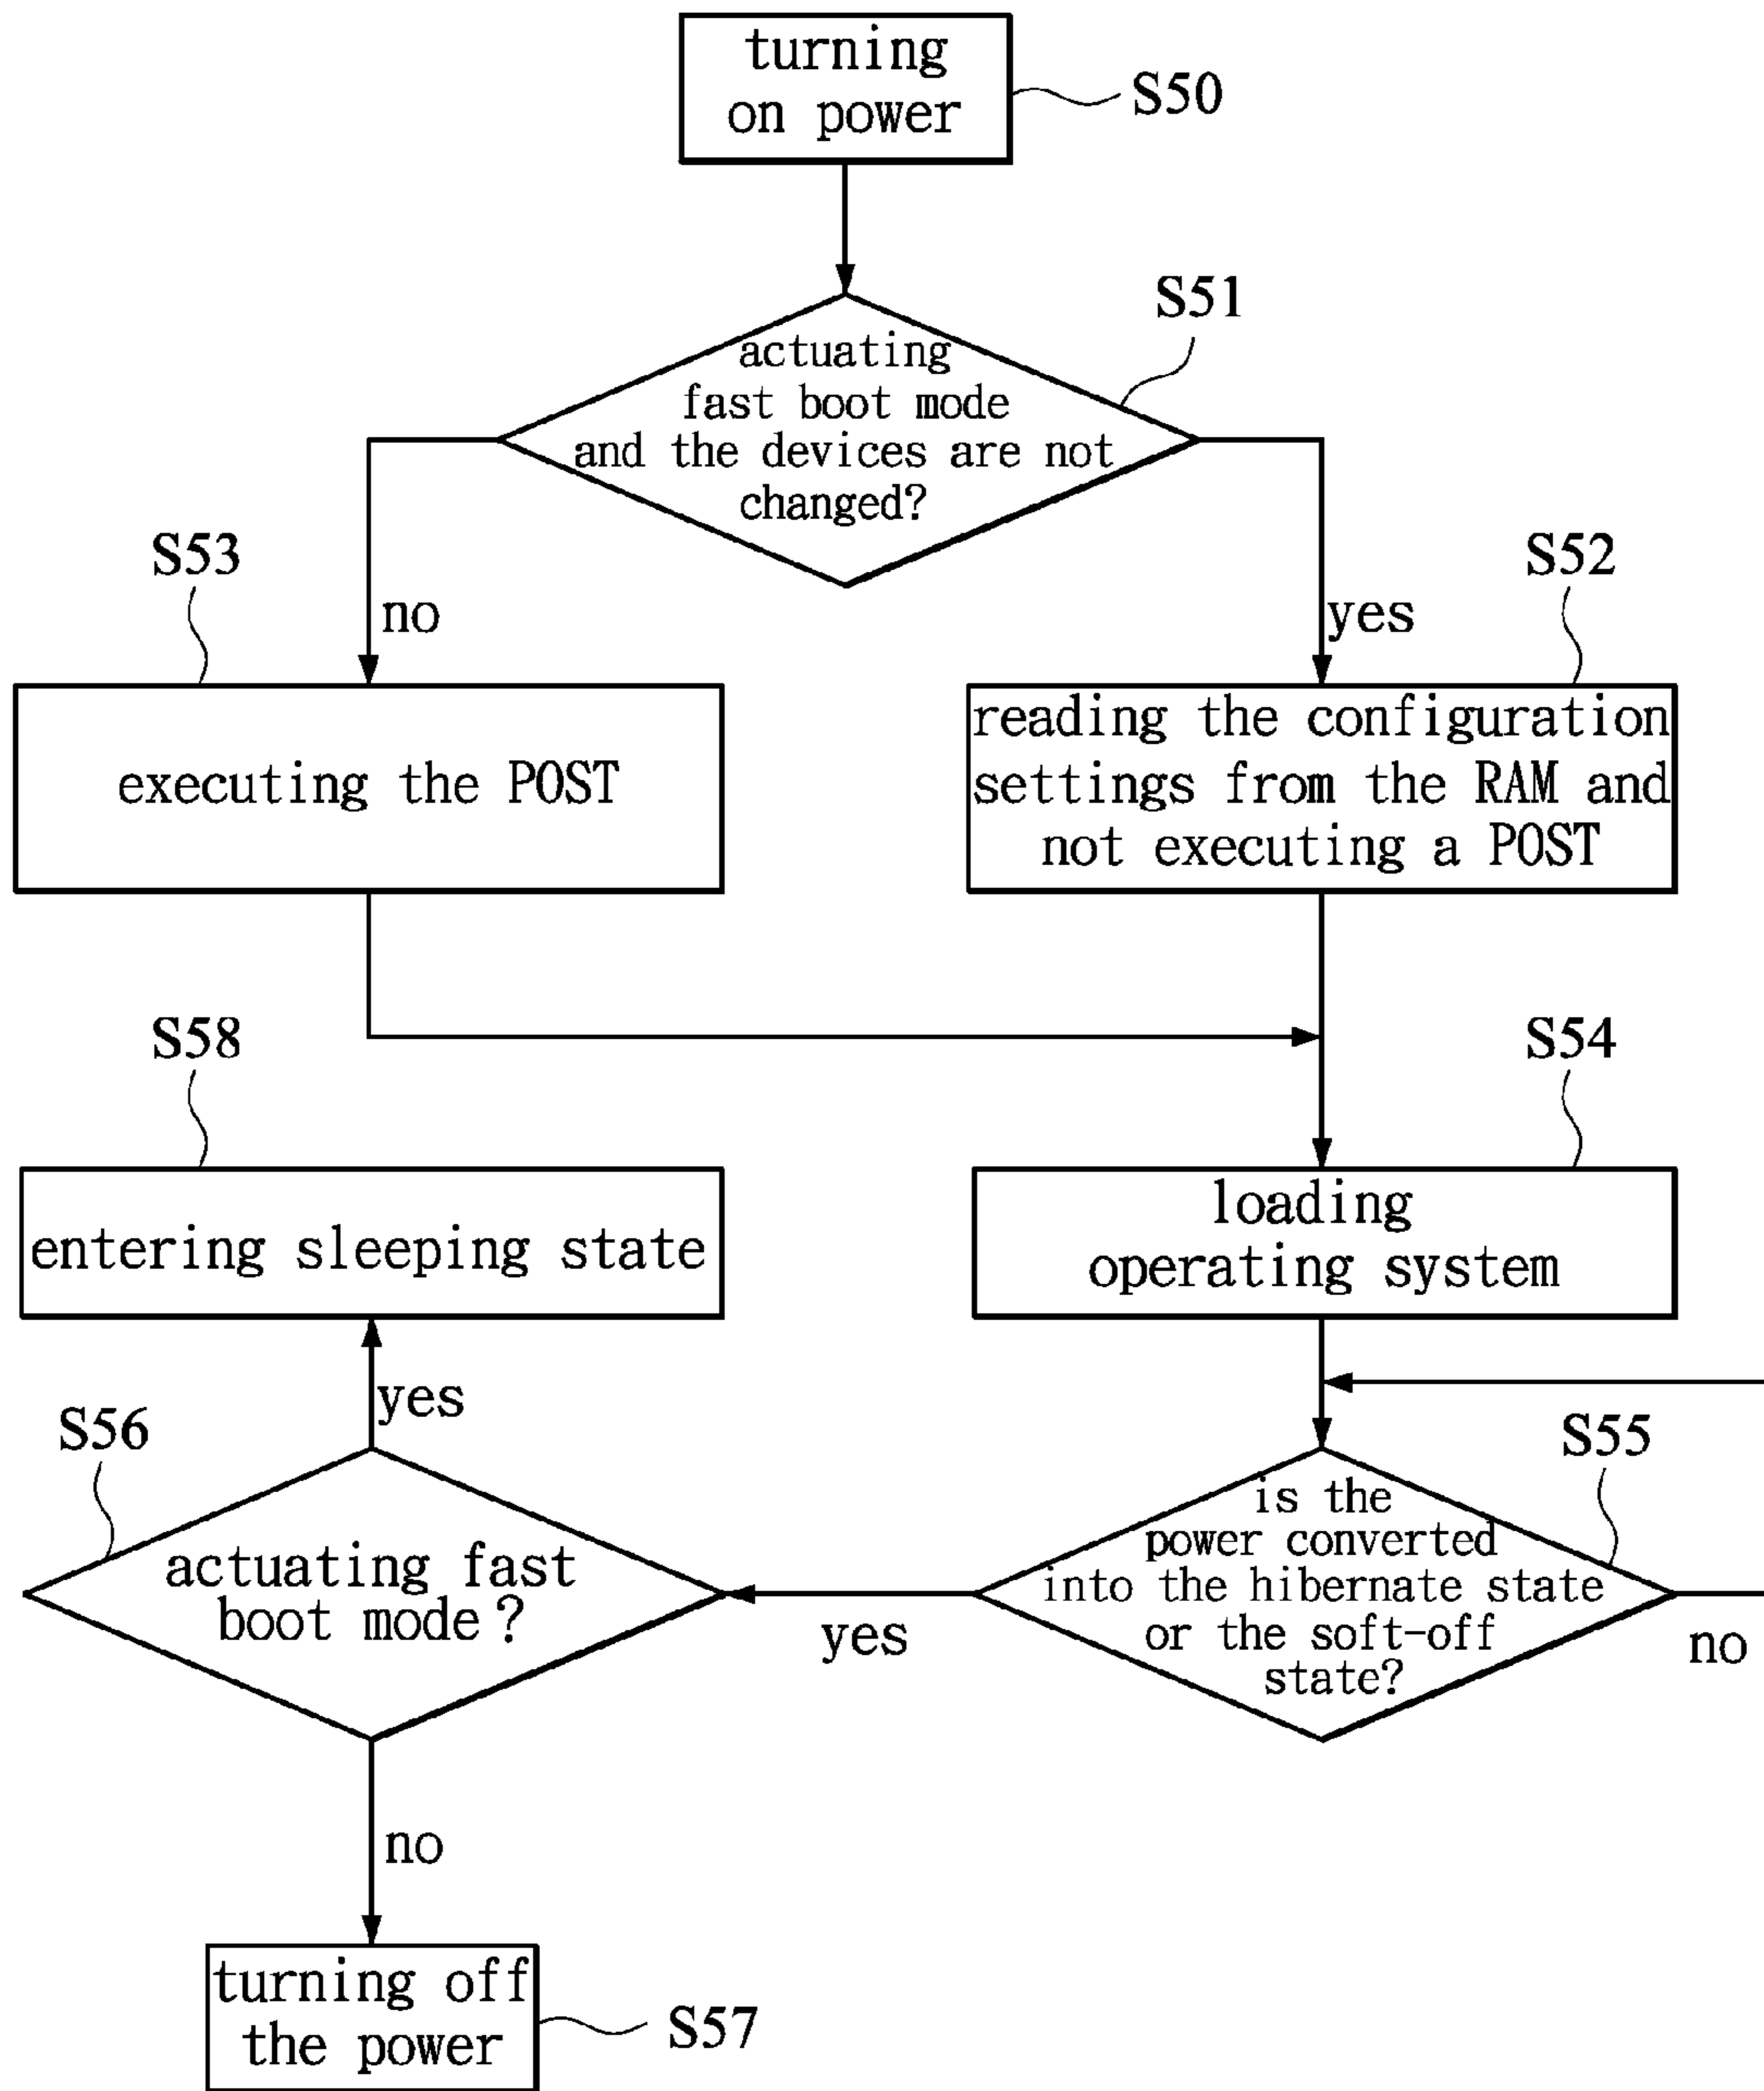 turning
on power
S50
S51
actuating
fast boot mode
and the devices are not
changed?
S53
S52
no
yes
executing the POST
reading the configuration
settings from the RAM and
not executing a POST
S58
S54
entering sleeping state
loading
operating system
yes
S56
S55
actuating fast
boot mode?
is the
power converted
into the hibernate state
or the soft-off
state?
yes
no
no
turning off
the power
S57